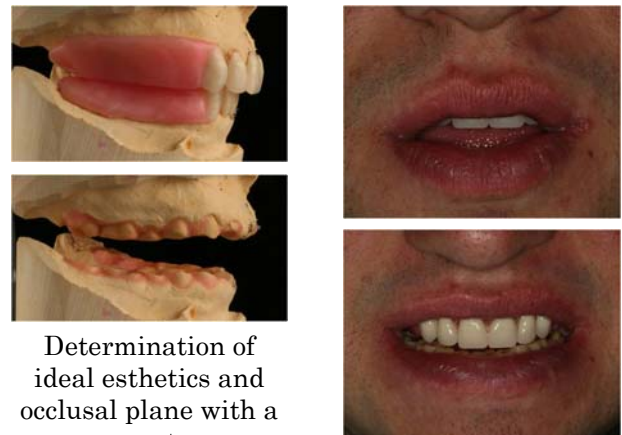 Determination of
ideal esthetics and
occlusal plane with a